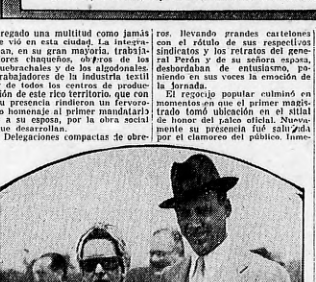 regado una multitud como jamás
se vió en esta ciudad. La integra-
ban, en su gran mayoría, trabaja-
dores chaqueños, obreros de los
quebrachales y de los algodonales.
trabajadores de la industria textil
y de todos los centros de produc-
ción de este rico territorio, que con
su presencia rindieron un fervoro-
so homenaje al primer mandatario
a su esposa, por la obra social
que desarrollan.
Delegaciones compactas de obre-
ros, llevando grandes cartelones
con el rótulo de sus respectivos
sindicatos y los retratos del gene-
ral Perón y de su señora esposa,
desbordaban de entusiasmo, po-
niendo en sus voces la emoción de
la jornada.
El regocijo popular culminó en
momentos en que el primer magis-
trado tomó ubicación en el sitial
de honor del palco oficial. Nueva-
mente su presencia fué saludada
por el clamoreo del público. Inme-